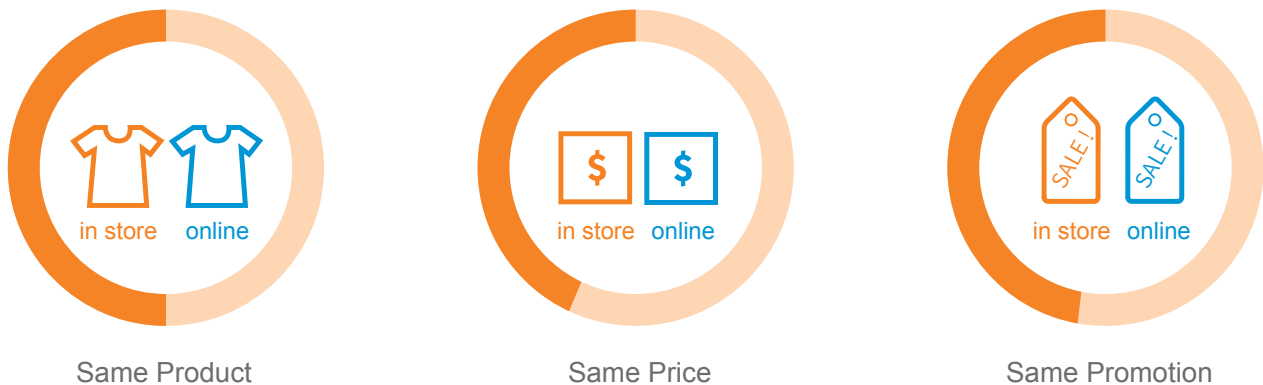 in store online
Same Product
$ $
in store online
Same Price
SALE! SALE!
in store online
Same Promotion